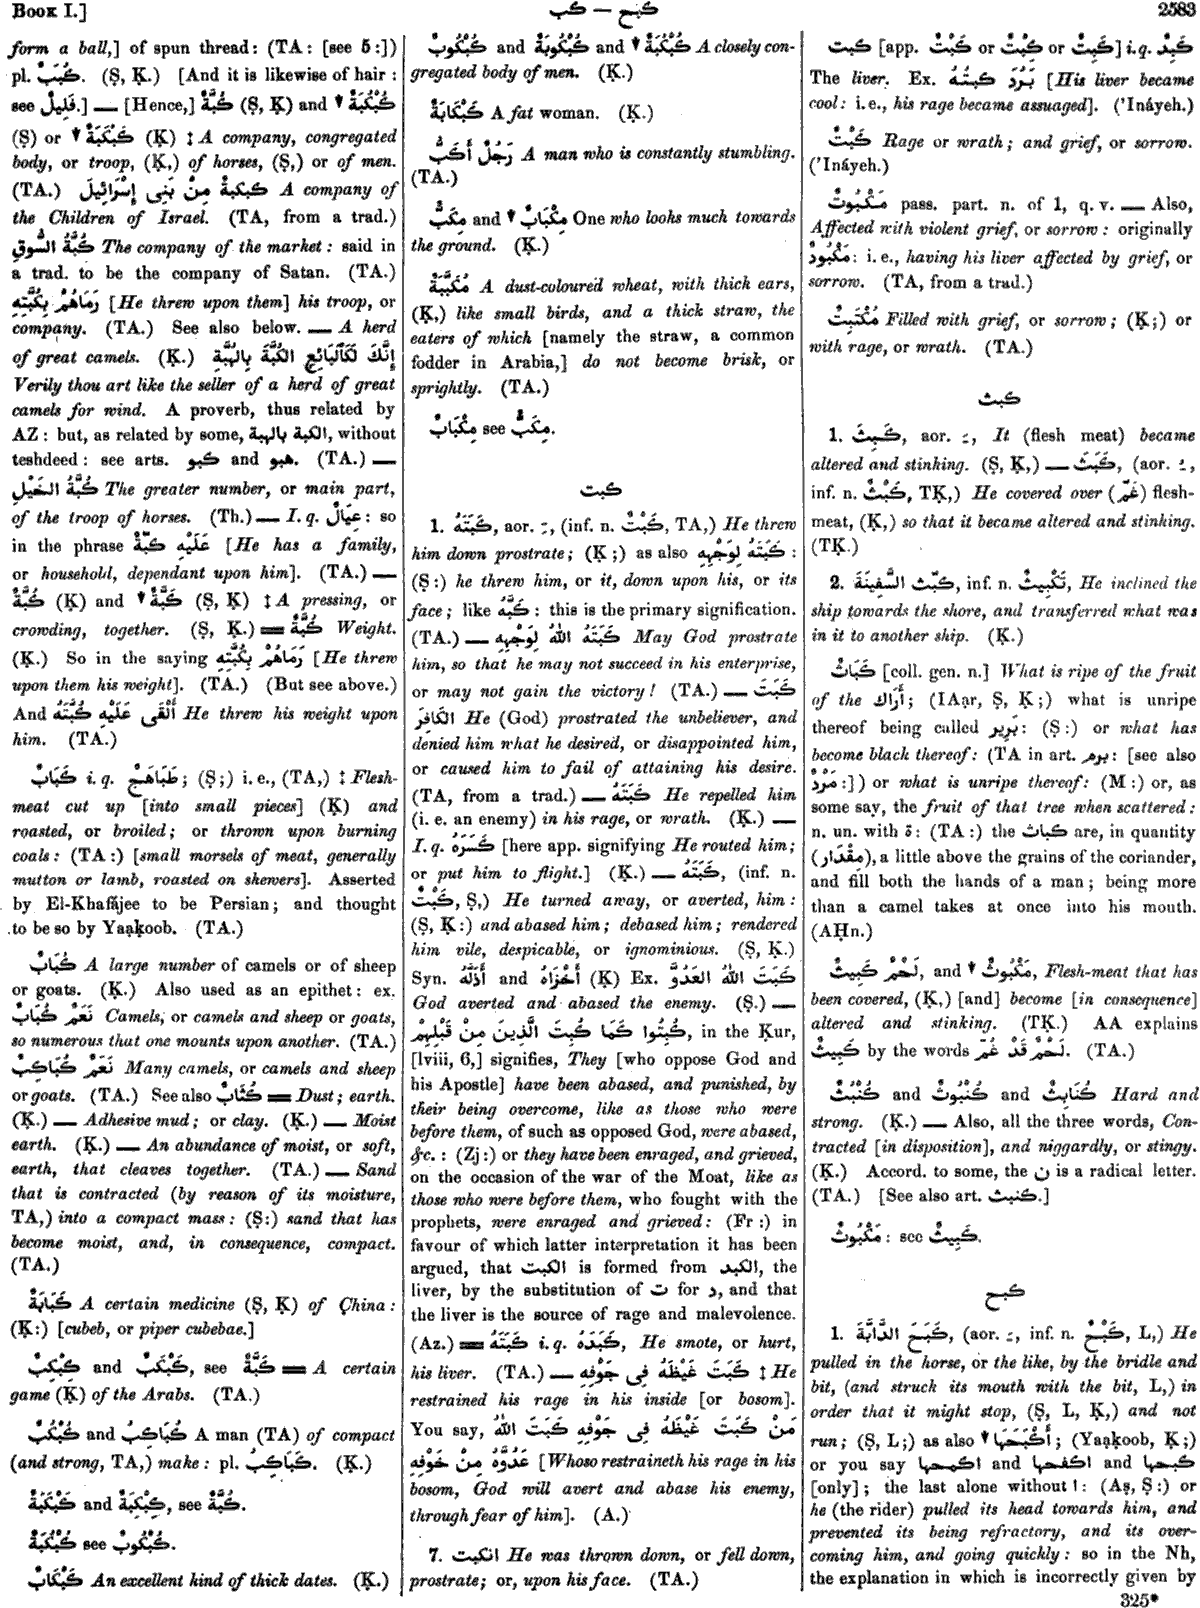 Book I.]
كبح — كب
2583
form a ball,] of spun thread: (TA: [see 5:])
pl. كُبَبٌ. (Ṣ, Ḳ.) [And it is likewise of hair:
see فَلِيلٌ.] — [Hence,] كُبَّةٌ (Ṣ, Ḳ) and ▼ كُبْكُبَةٌ
(Ṣ) or ▼ كَبْكَبَةٌ (Ḳ) ‡ A company, congregated
body, or troop, (Ḳ,) of horses, (Ṣ,) or of men.
(TA.) كبكبةٌ مِنْ بَنِى إِسْرَائِيلَ A company of
the Children of Israel. (TA, from a trad.)
كُبَّةُ السُّوقِ The company of the market: said in
a trad. to be the company of Satan. (TA.)
رَمَاهُمْ بِكُبَّتِهِ [He threw upon them] his troop, or
company. (TA.) See also below. — A herd
of great camels. (Ḳ.) إِنَّكَ لَكَالْبَائِعِ الكُبَّةَ بِالهُبَّةِ
Verily thou art like the seller of a herd of great
camels for wind. A proverb, thus related by
AZ: but, as related by some, الكبة بالهبة, without
teshdeed: see arts. كبو and هبو. (TA.) —
كُبَّةُ الخَيْلِ The greater number, or main part,
of the troop of horses. (Th.) — I. q. عِيَالٌ: so
in the phrase عَلَيْهِ كُبَّةٌ [He has a family,
or household, dependant upon him]. (TA.) —
كُبَّةٌ (Ḳ) and ▼ كَبَّةٌ (Ṣ, Ḳ) ‡ A pressing, or
crowding, together. (Ṣ, Ḳ.) = كُبَّةٌ Weight.
(Ḳ.) So in the saying رَمَاهُمْ بِكُبَّتِهِ [He threw
upon them his weight]. (TA.) (But see above.)
And أَلْقَى عَلَيْهِ كُبَّتَهُ He threw his weight upon
him. (TA.)
كَبَابٌ i. q. طَبَاهَجٌ; (Ṣ;) i. e., (TA,) ‡ Flesh-
meat cut up [into small pieces] (Ḳ) and
roasted, or broiled; or thrown upon burning
coals: (TA:) [small morsels of meat, generally
mutton or lamb, roasted on skewers]. Asserted
by El-Khafájee to be Persian; and thought
to be so by Yaạḳoob. (TA.)
كُبَابٌ A large number of camels or of sheep
or goats. (Ḳ.) Also used as an epithet: ex.
نَعَمٌ كُبَابٌ Camels, or camels and sheep or goats,
so numerous that one mounts upon another. (TA.)
نَعَمٌ كُبَاكِبٌ Many camels, or camels and sheep
or goats. (TA.) See also كُثَابٌ = Dust; earth.
(Ḳ.) — Adhesive mud; or clay. (Ḳ.) — Moist
earth. (Ḳ.) — An abundance of moist, or soft,
earth, that cleaves together. (TA.) — Sand
that is contracted (by reason of its moisture,
TA,) into a compact mass: (Ṣ:) sand that has
become moist, and, in consequence, compact.
(TA.)
كَبَابَةٌ A certain medicine (Ṣ, Ḳ) of China:
(Ḳ:) [cubeb, or piper cubebae.]
كِبْكِبٌ and كَبْكَبٌ, see كَبَّةٌ = A certain
game (Ḳ) of the Arabs. (TA.)
كُبْكُبٌ and كُبَاكِبٌ A man (TA) of compact
(and strong, TA,) make: pl. كَبَاكِبُ. (Ḳ.)
كَبْكَبَةٌ and كِبْكِبَةٌ, see كُبَّةٌ.
كُبْكُبَةٌ see كُبْكُوبٌ.
كَبْكَابٌ An excellent kind of thick dates. (Ḳ.)
كُبْكُوبٌ and كُبْكُوبَةٌ and ▼ كُبْكُبَةٌ A closely con-
gregated body of men. (Ḳ.)
كَبْكَابَةٌ A fat woman. (Ḳ.)
رَجُلٌ أَكَبُّ A man who is constantly stumbling.
(TA.)
مِكَبٌّ and ▼ مِكْبَابٌ One who looks much towards
the ground. (Ḳ.)
مُكَبَّبَةٌ A dust-coloured wheat, with thick ears,
(Ḳ,) like small birds, and a thick straw, the
eaters of which [namely the straw, a common
fodder in Arabia,] do not become brisk, or
sprightly. (TA.)
مِكْبَابٌ see مِكَبٌّ.
كبت
1. كَبَتَهُ, aor. ـِ, (inf. n. كَبْتٌ, TA,) He threw
him down prostrate; (Ḳ;) as also كَبَتَهُ لِوَجْهِهِ:
(Ṣ:) he threw him, or it, down upon his, or its
face; like كَبَّهُ: this is the primary signification.
(TA.) — كَبَتَهُ اللّٰهُ لِوَجْهِهِ May God prostrate
him, so that he may not succeed in his enterprise,
or may not gain the victory! (TA.) — كَبَتَ
الكَافِرَ He (God) prostrated the unbeliever, and
denied him what he desired, or disappointed him,
or caused him to fail of attaining his desire.
(TA, from a trad.) — كَبَتَهُ He repelled him
(i. e. an enemy) in his rage, or wrath. (Ḳ.) —
I. q. كَسَرَهُ [here app. signifying He routed him;
or put him to flight.] (Ḳ.) — كَبَتَهُ, (inf. n.
كَبْتٌ, Ṣ,) He turned away, or averted, him:
(Ṣ, Ḳ:) and abased him; debased him; rendered
him vile, despicable, or ignominious. (Ṣ, Ḳ.)
Syn. أَذَلَّهُ and أَخْزَاهُ (Ḳ) Ex. كَبَتَ اللّٰهُ العَدُوَّ
God averted and abased the enemy. (Ṣ.) —
كُبِتُوا كَمَا كُبِتَ الَّذِينَ مِنْ قَبْلِهِمْ, in the Ḳur,
[lviii, 6,] signifies, They [who oppose God and
his Apostle] have been abased, and punished, by
their being overcome, like as those who were
before them, of such as opposed God, were abased,
&c.: (Zj:) or they have been enraged, and grieved,
on the occasion of the war of the Moat, like as
those who were before them, who fought with the
prophets, were enraged and grieved: (Fr:) in
favour of which latter interpretation it has been
argued, that الكبت is formed from الكبد, the
liver, by the substitution of ت for د, and that
the liver is the source of rage and malevolence.
(Az.) = كَبَتَهُ i. q. كَبَدَهُ, He smote, or hurt,
his liver. (TA.) — كَبَتَ غَيْظَهُ فِى جَوْفِهِ ‡ He
restrained his rage in his inside [or bosom].
You say, مَنْ كَبَتَ غَيْظَهُ فِى جَوْفِهِ كَبَتَ اللّٰهُ
عَدُوَّهُ مِنْ خَوْفِهِ [Whoso restraineth his rage in his
bosom, God will avert and abase his enemy,
through fear of him]. (A.)
7. انكبت He was thrown down, or fell down,
prostrate; or, upon his face. (TA.)
كبت [app. كَبْتٌ or كِبْتٌ or كَبِتٌ] i. q. كَبِدٌ
The liver. Ex. بَرَدَ كبتُهُ [His liver became
cool: i. e., his rage became assuaged]. (’Ináyeh.)
كَبْتٌ Rage or wrath; and grief, or sorrow.
(’Ináyeh.)
مَكْبُوتٌ pass. part. n. of 1, q. v. — Also,
Affected with violent grief, or sorrow: originally
مَكْبُودٌ: i. e., having his liver affected by grief, or
sorrow. (TA, from a trad.)
مُكْتَبِتٌ Filled with grief, or sorrow; (Ḳ;) or
with rage, or wrath. (TA.)
كبث
1. كَبِثَ, aor. ـَ, It (flesh meat) became
altered and stinking. (Ṣ, Ḳ,) — كَبَثَ, (aor. ـُ,
inf. n. كَبْثٌ, TḲ,) He covered over (غَمَّ) flesh-
meat, (Ḳ,) so that it became altered and stinking.
(TḲ.)
2. كبّث السَّفِينَةَ, inf. n. تَكْبِيثٌ, He inclined the
ship towards the shore, and transferred what was
in it to another ship. (Ḳ.)
كَبَاثٌ [coll. gen. n.] What is ripe of the fruit
of the أَرَاك; (IAạr, Ṣ, Ḳ;) what is unripe
thereof being called بَرِير: (Ṣ:) or what has
become black thereof: (TA in art. برم: [see also
مَرْدٌ:]) or what is unripe thereof: (M:) or, as
some say, the fruit of that tree when scattered:
n. un. with ة: (TA:) the كباث are, in quantity
(مِقْدَار), a little above the grains of the coriander,
and fill both the hands of a man; being more
than a camel takes at once into his mouth.
(AḤn.)
لَحْمٌ كَبِيثٌ, and ▼ مَكْبُوثٌ, Flesh-meat that has
been covered, (Ḳ,) [and] become [in consequence]
altered and stinking. (TḲ.) AA explains
كَبِيثٌ by the words لَحْمٌ قَدْ غُمَّ. (TA.)
كُنْبُثٌ and كُنْبُوثٌ and كُنَابِثٌ Hard and
strong. (Ḳ.) — Also, all the three words, Con-
tracted [in disposition], and niggardly, or stingy.
(Ḳ.) Accord. to some, the ن is a radical letter.
(TA.) [See also art. كنبث.]
مَكْبُوثٌ: see كَبِيثٌ.
كبح
1. كَبَحَ الدَّابَّةَ, (aor. ـَ, inf. n. كَبْحٌ, L,) He
pulled in the horse, or the like, by the bridle and
bit, (and struck its mouth with the bit, L,) in
order that it might stop, (Ṣ, L, Ḳ,) and not
run; (Ṣ, L;) as also ▼ أَكْبَحَهَا; (Yaạḳoob, Ḳ;)
or you say اكمحها and اكفحها and كبحها
[only]; the last alone without ا: (Aṣ, Ṣ:) or
he (the rider) pulled its head towards him, and
prevented its being refractory, and its over-
coming him, and going quickly: so in the Nh,
the explanation in which is incorrectly given by
325*